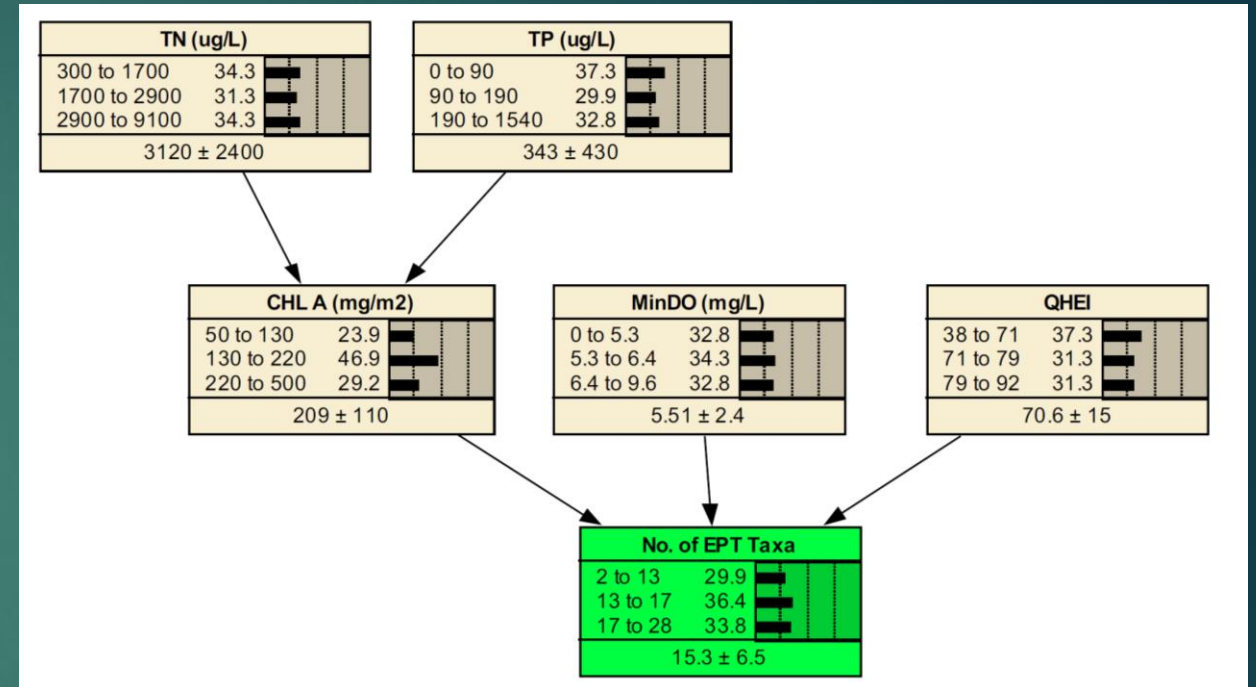 TN (ug/L)
300 to 1700 34.3
1700 to 2900 31.3
2900 to 9100 34.3
3120 ± 2400
TP (ug/L)
0 to 90 37.3
90 to 190 29.9
190 to 1540 32.8
343 ± 430
CHL A (mg/m2)
50 to 130 23.9
130 to 220 46.9
220 to 500 29.2
209 ± 110
MinDO (mg/L)
0 to 5.3 32.8
5.3 to 6.4 34.3
6.4 to 9.6 32.8
5.51 ± 2.4
QHEI
38 to 71 37.3
71 to 79 31.3
79 to 92 31.3
70.6 ± 15
No. of EPT Taxa
2 to 13 29.9
13 to 17 36.4
17 to 28 33.8
15.3 ± 6.5